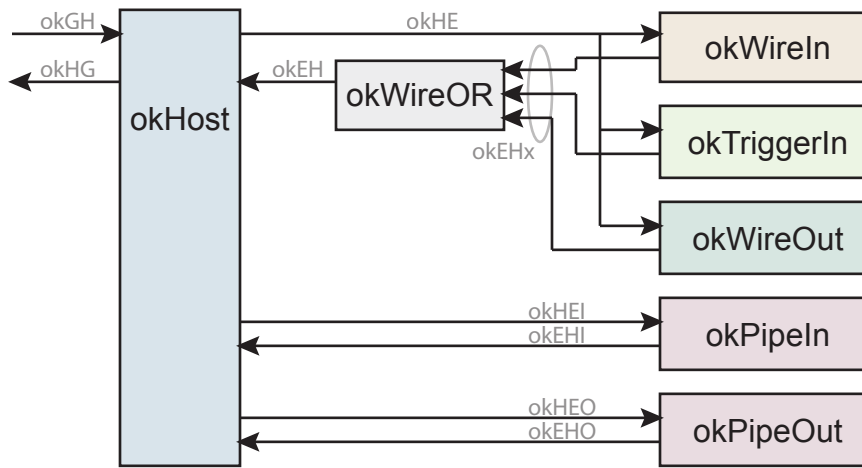 okGH
okHE
okWireIn
okHG
okEH
okWireOR
okHost
okTriggerIn
okEHx
okWireOut
okHEI
okPipeIn
okEHI
okHEO
okPipeOut
okEHO